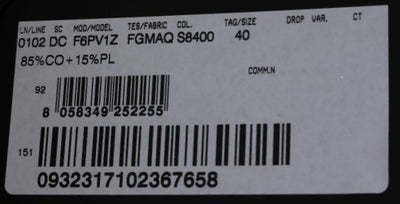 LN/LINE SC MOD/MODEL TES/FABRIC COL. TAG/SIZE DROP VAR. CT
0102 DC F6PV1Z FGMAQ S8400 40
85%CO+15%PL
COMM.N
92
8 058349 252255
151
0932317102367658